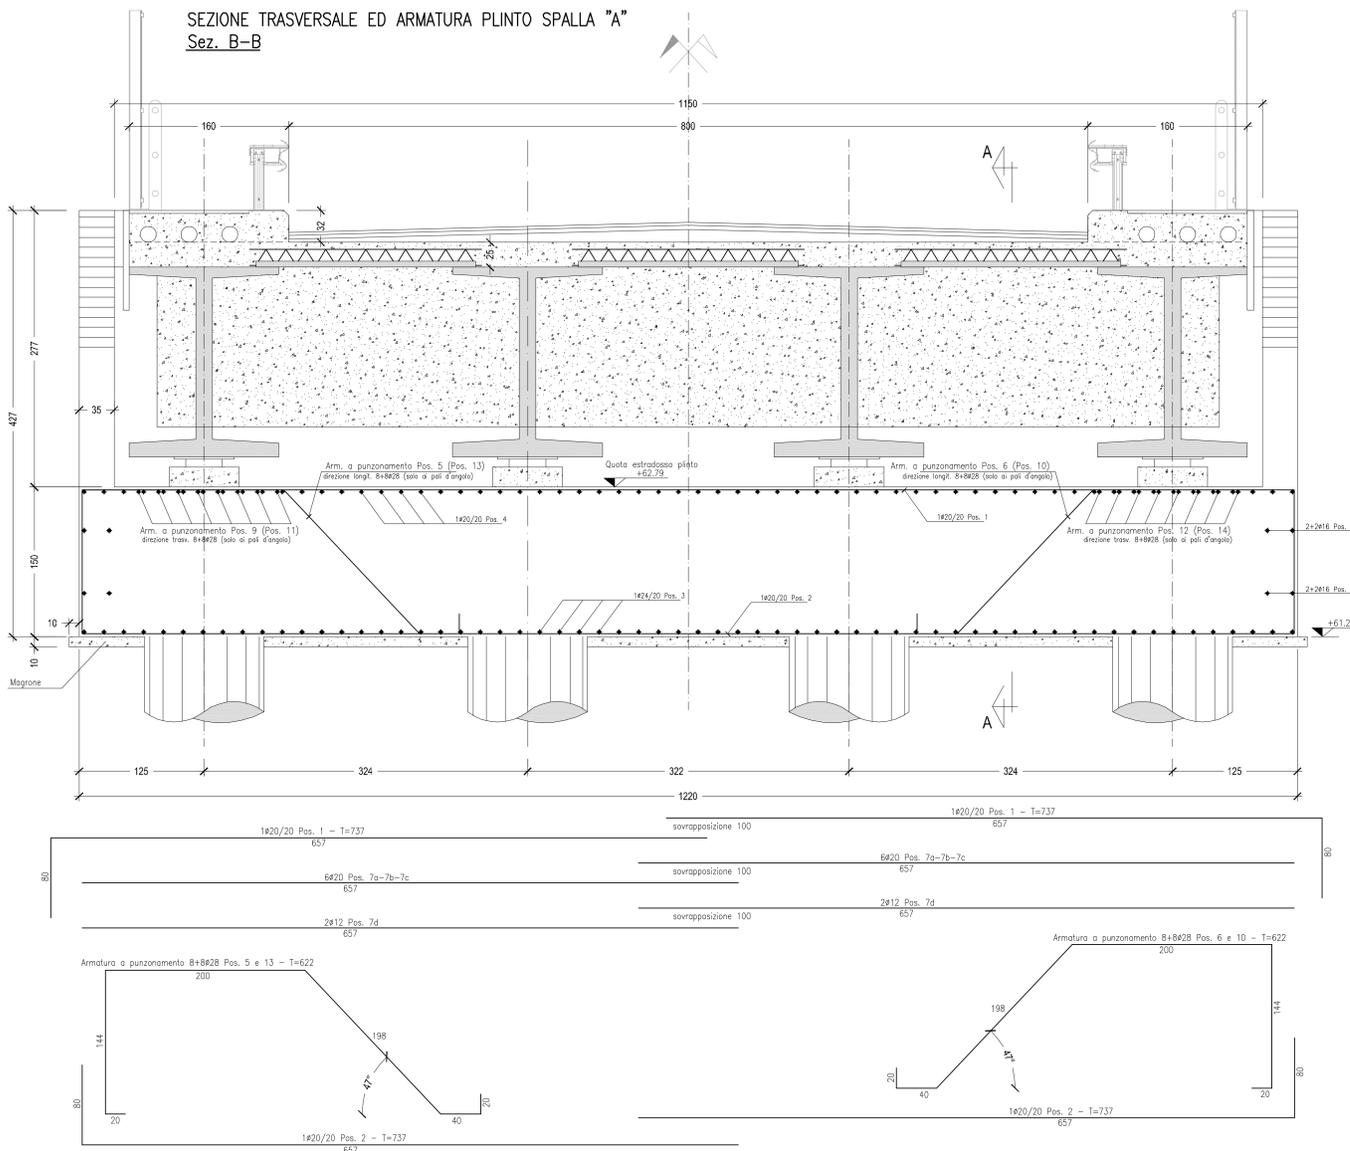 SEZIONE TRASVERSALE ED ARMATURA PLINTO SPALLA "A"
Sez. B-B
1150
160
800
160
A
32
25
427
277
35
Arm. a punzonamento Pos. 5 (Pos. 13)
direzione longit. 8+8ø28 (solo ai pali d'angolo)
Quota estradosso plinto
+62.79
Arm. a punzonamento Pos. 6 (Pos. 10)
direzione longit. 8+8ø28 (solo ai pali d'angolo)
Arm. a punzonamento Pos. 9 (Pos. 11)
direzione trasv. 8+8ø28 (solo ai pali d'angolo)
1ø20/20 Pos. 4
1ø20/20 Pos. 1
Arm. a punzonamento Pos. 12 (Pos. 14)
direzione trasv. 8+8ø28 (solo ai pali d'angolo)
2+2ø16 Pos.
150
2+2ø16 Pos.
1ø24/20 Pos. 3
1ø20/20 Pos. 2
10
+61.2
10
Magrone
A
125
324
322
324
125
1220
1ø20/20 Pos. 1 - T=737
657
sovrapposizione 100
1ø20/20 Pos. 1 - T=737
657
80
80
6ø20 Pos. 7a-7b-7c
657
sovrapposizione 100
6ø20 Pos. 7a-7b-7c
657
2ø12 Pos. 7d
657
sovrapposizione 100
2ø12 Pos. 7d
657
Armatura a punzonamento 8+8ø28 Pos. 5 e 13 - T=622
200
144
198
47°
20
40
20
80
1ø20/20 Pos. 2 - T=737
657
Armatura a punzonamento 8+8ø28 Pos. 6 e 10 - T=622
200
198
144
47°
20
40
20
80
1ø20/20 Pos. 2 - T=737
657